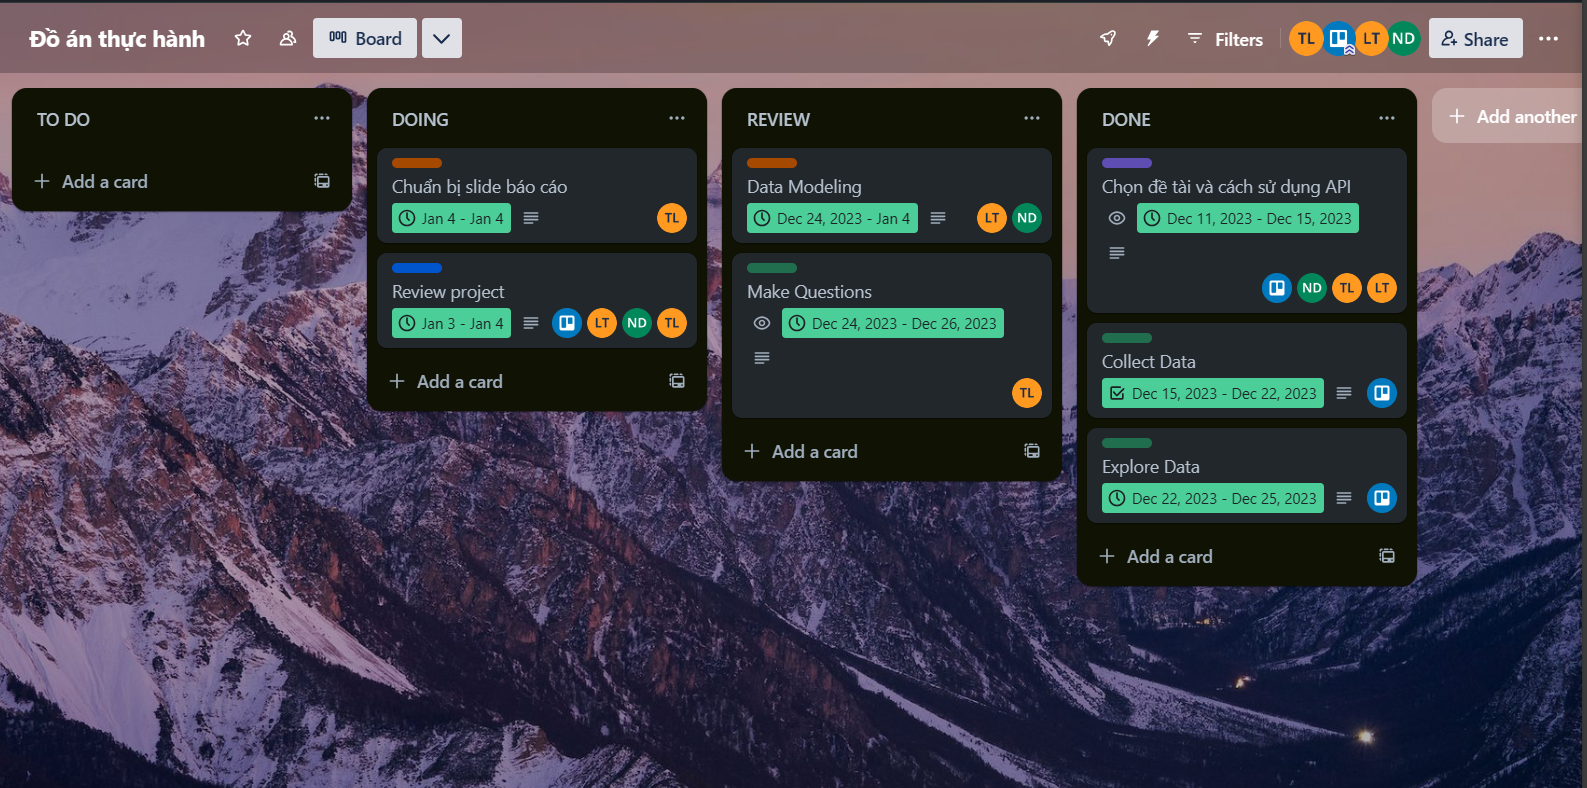 Đồ án thực hành
Board
Filters
TL
LT
ND
Share
TO DO
Add a card
DOING
Chuẩn bị slide báo cáo
Jan 4 - Jan 4
TL
Review project
Jan 3 - Jan 4
LT
ND
TL
Add a card
REVIEW
Data Modeling
Dec 24, 2023 - Jan 4
LT
ND
Make Questions
Dec 24, 2023 - Dec 26, 2023
TL
Add a card
DONE
Chọn đề tài và cách sử dụng API
Dec 11, 2023 - Dec 15, 2023
ND
TL
LT
Collect Data
Dec 15, 2023 - Dec 22, 2023
Explore Data
Dec 22, 2023 - Dec 25, 2023
Add a card
Add another